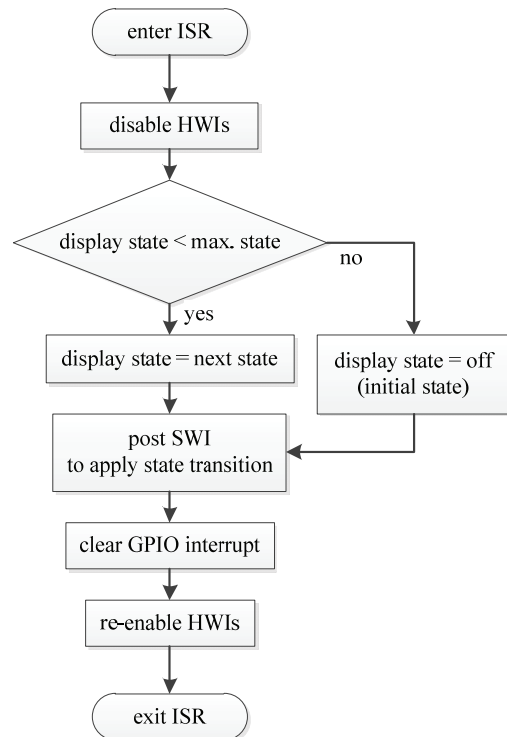 enter ISR
disable HWIs
display state < max. state
no
yes
display state = next state
display state = off
(initial state)
post SWI
to apply state transition
clear GPIO interrupt
re-enable HWIs
exit ISR